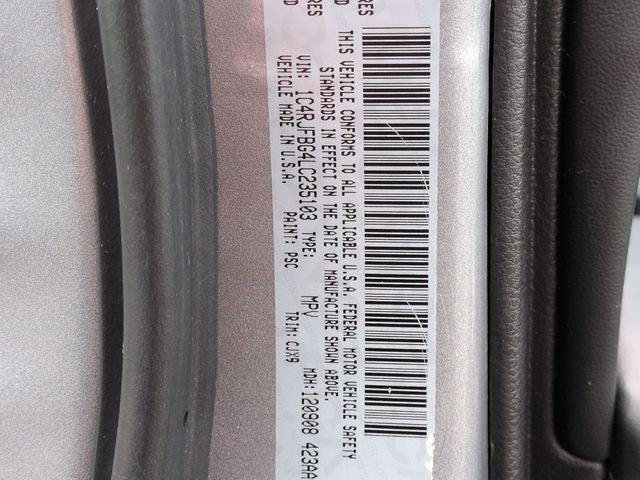 RES
D
THIS VEHICLE CONFORMS TO ALL APPLICABLE U.S.A. FEDERAL MOTOR VEHICLE SAFETY
STANDARDS IN EFFECT ON THE DATE OF MANUFACTURE SHOWN ABOVE.
VIN: 1C4RJFBG4LC235103 TYPE: MPV MDH:120908 423AA
VEHICLE MADE IN U.S.A. PAINT: PSC TRIM:CJX9